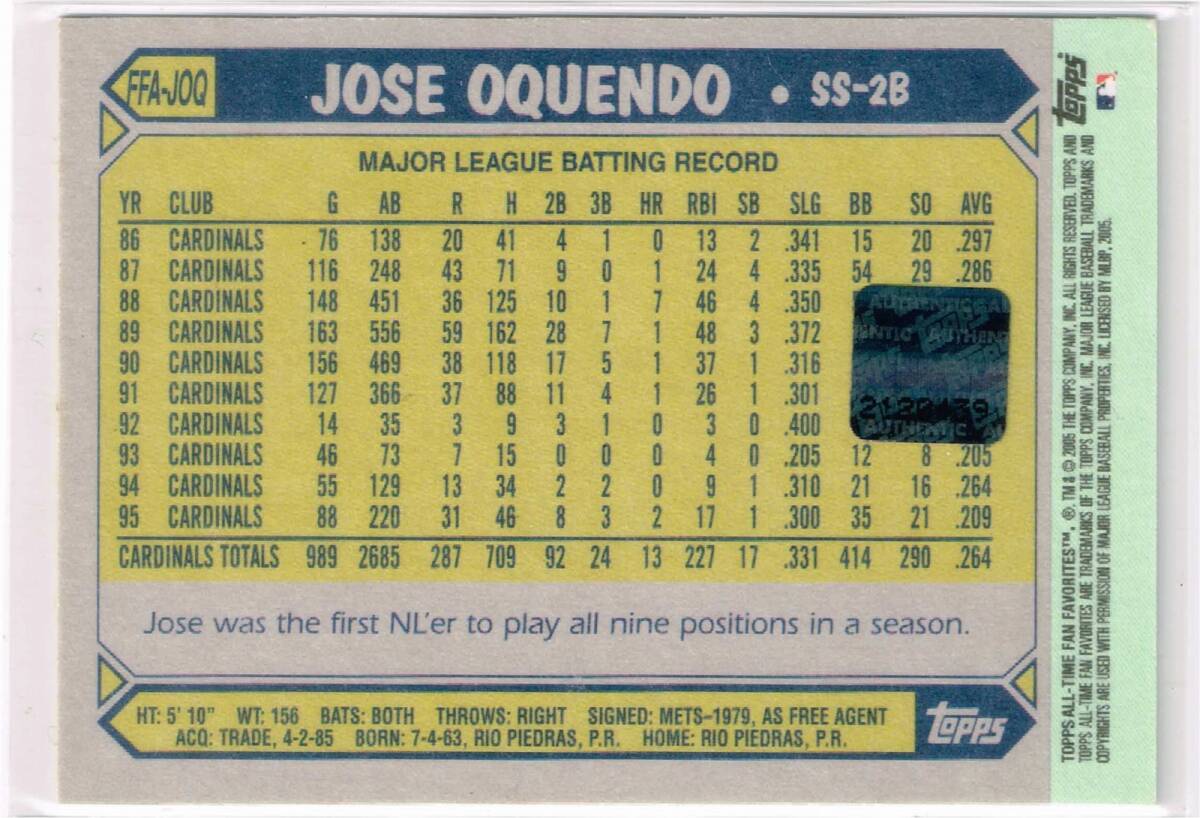 FFA-JOQ JOSE OQUENDO • SS-2B
MAJOR LEAGUE BATTING RECORD
YR CLUB G AB R H 2B 3B HR RBI SB SLG BB SO AVG
86 CARDINALS 76 138 20 41 4 1 0 13 2 .341 15 20 .297
87 CARDINALS 116 248 43 71 9 0 1 24 4 .335 54 29 .286
88 CARDINALS 148 451 36 125 10 1 7 46 4 .350
89 CARDINALS 163 556 59 162 28 7 1 48 3 .372
90 CARDINALS 156 469 38 118 17 5 1 37 1 .316
91 CARDINALS 127 366 37 88 11 4 1 26 1 .301
92 CARDINALS 14 35 3 9 3 1 0 3 0 .400
93 CARDINALS 46 73 7 15 0 0 0 4 0 .205 12 8 .205
94 CARDINALS 55 129 13 34 2 2 0 9 1 .310 21 16 .264
95 CARDINALS 88 220 31 46 8 3 2 17 1 .300 35 21 .209
CARDINALS TOTALS 989 2685 287 709 92 24 13 227 17 .331 414 290 .264
AUTHENTIC
AUTHENTIC
Jose was the first NL'er to play all nine positions in a season.
HT: 5' 10" WT: 156 BATS: BOTH THROWS: RIGHT SIGNED: METS-1979, AS FREE AGENT
ACQ: TRADE, 4-2-85 BORN: 7-4-63, RIO PIEDRAS, P.R. HOME: RIO PIEDRAS, P.R.
Topps
Topps
TOPPS ALL-TIME FAN FAVORITES™, ®, TM & © 2005 THE TOPPS COMPANY, INC. ALL RIGHTS RESERVED. TOPPS AND
TOPPS ALL-TIME FAN FAVORITES ARE TRADEMARKS OF THE TOPPS COMPANY, INC. MAJOR LEAGUE BASEBALL TRADEMARKS AND
COPYRIGHTS ARE USED WITH PERMISSION OF MAJOR LEAGUE BASEBALL PROPERTIES, INC. LICENSED BY MLBP, 2005.